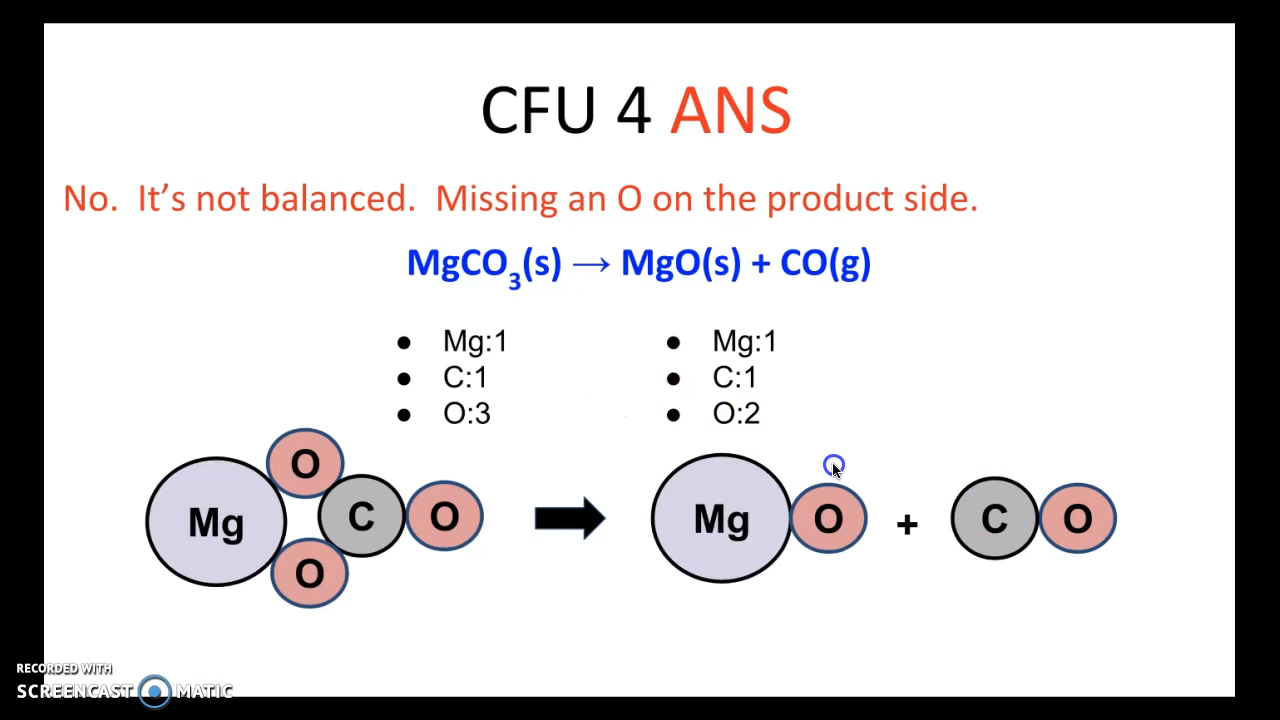 CFU 4 ANS
No. It's not balanced. Missing an O on the product side.
MgCO₃(s) → MgO(s) + CO(g)
● Mg:1
● C:1
● O:3
● Mg:1
● C:1
● O:2
Mg O O C O
Mg O + C O
RECORDED WITH
SCREENCAST MATIC